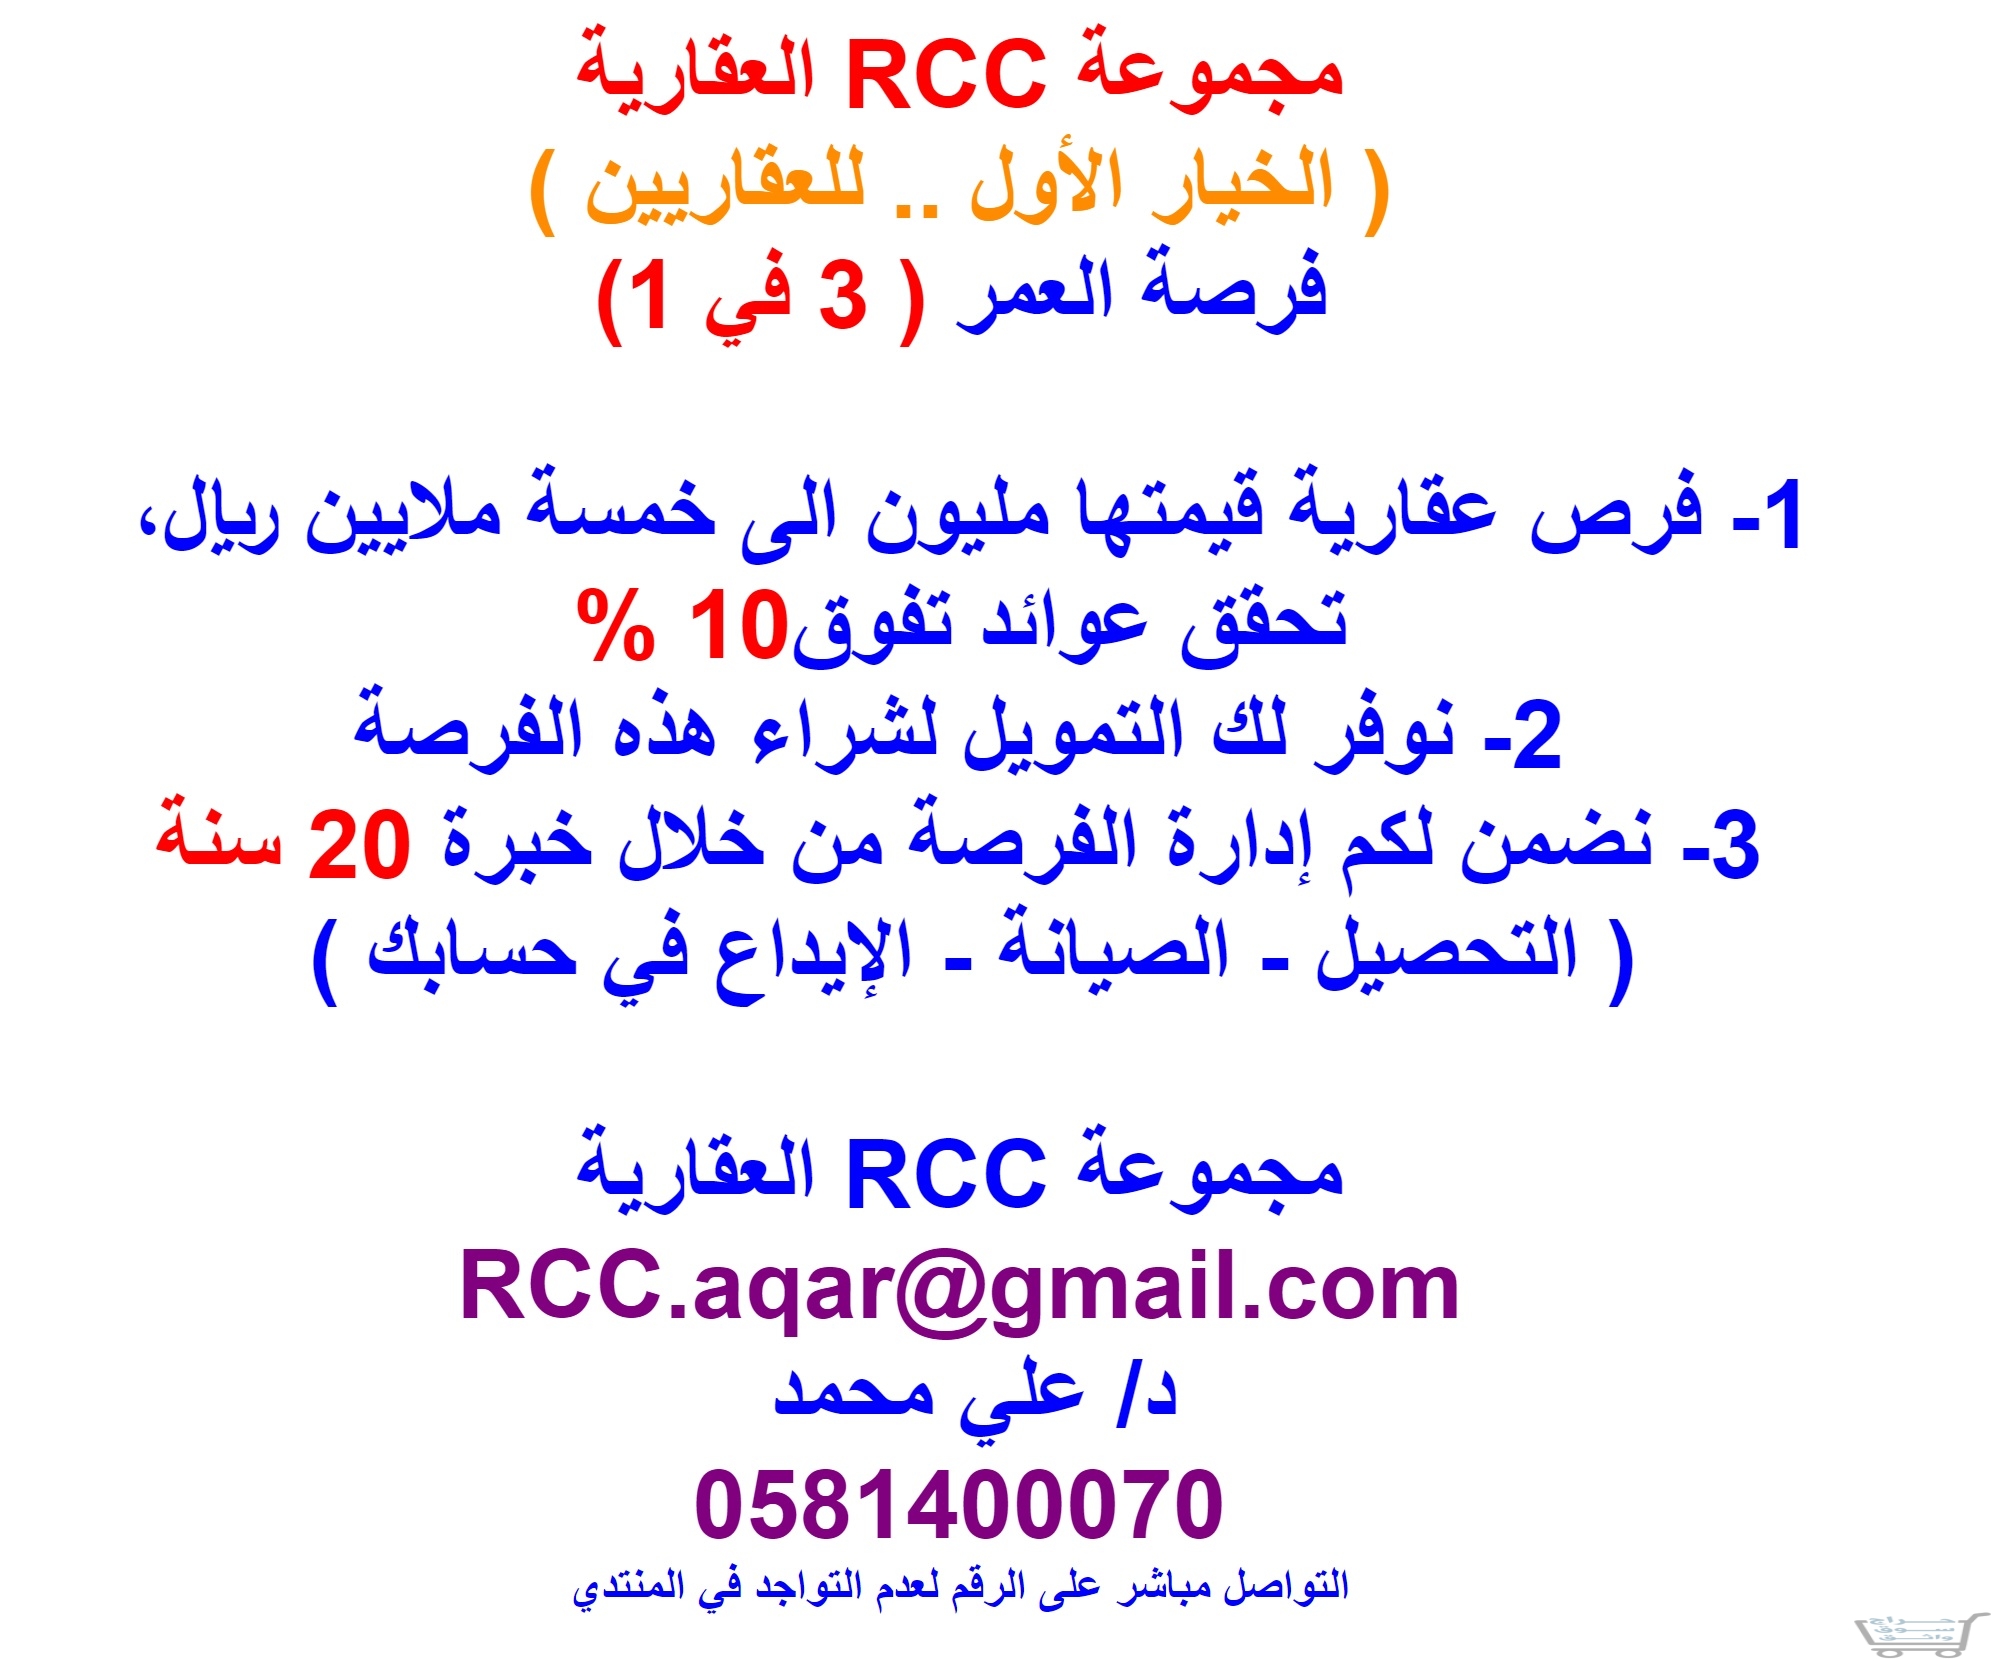 مجموعة RCC العقارية
( الخيار الأول .. للعقاريين )
فرصة العمر ( 3 في 1)
1- فرص عقارية قيمتها مليون الى خمسة ملايين ريال،
تحقق عوائد تفوق10 %
2- نوفر لك التمويل لشراء هذه الفرصة
3- نضمن لكم إدارة الفرصة من خلال خبرة 20 سنة
( التحصيل - الصيانة - الإيداع في حسابك )
مجموعة RCC العقارية
RCC.aqar@gmail.com
د/ علي محمد
0581400070
التواصل مباشر على الرقم لعدم التواجد في المنتدي
حراج
سوق
واثق